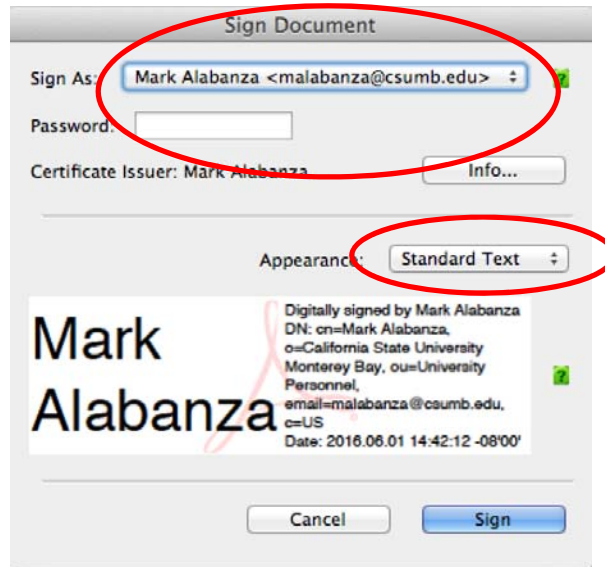 Sign Document
Sign As: Mark Alabanza <malabanza@csumb.edu>
?
Password:
Certificate Issuer: Mark Alabanza
Info...
Appearance: Standard Text
Mark
Alabanza
Digitally signed by Mark Alabanza
DN: cn=Mark Alabanza,
o=California State University
Monterey Bay, ou=University
Personnel,
email=malabanza@csumb.edu,
c=US
Date: 2016.06.01 14:42:12 -08'00'
?
Cancel
Sign